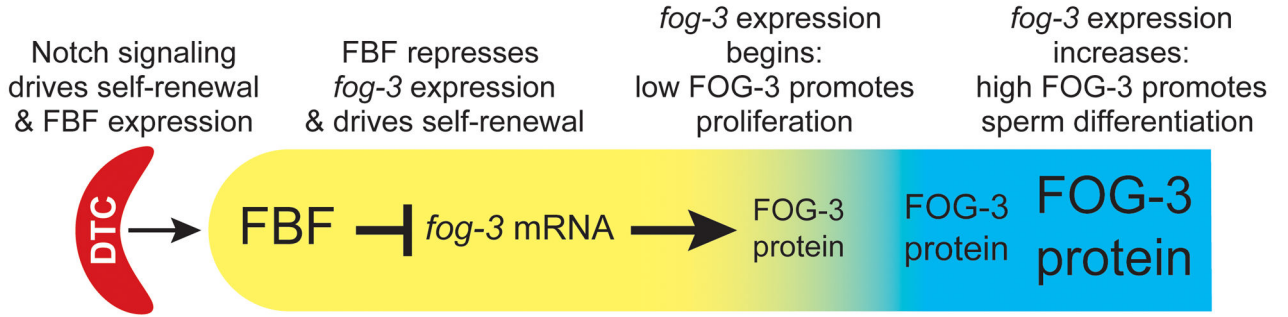 Notch signaling
drives self-renewal
& FBF expression
FBF represses
fog-3 expression
& drives self-renewal
fog-3 expression
begins:
low FOG-3 promotes
proliferation
fog-3 expression
increases:
high FOG-3 promotes
sperm differentiation
DTC
FBF
fog-3 mRNA
FOG-3
protein
FOG-3
protein
FOG-3
protein